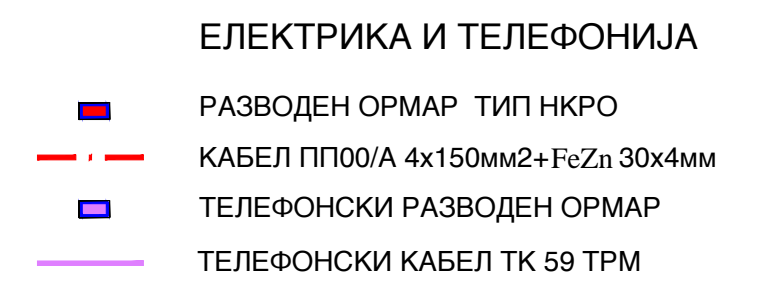 ЕЛЕКТРИКА И ТЕЛЕФОНИЈА
РАЗВОДЕН ОРМАР ТИП НКРО
КАБЕЛ ПП00/А 4х150мм2+FeZn 30х4мм
ТЕЛЕФОНСКИ РАЗВОДЕН ОРМАР
ТЕЛЕФОНСКИ КАБЕЛ ТК 59 ТРМ